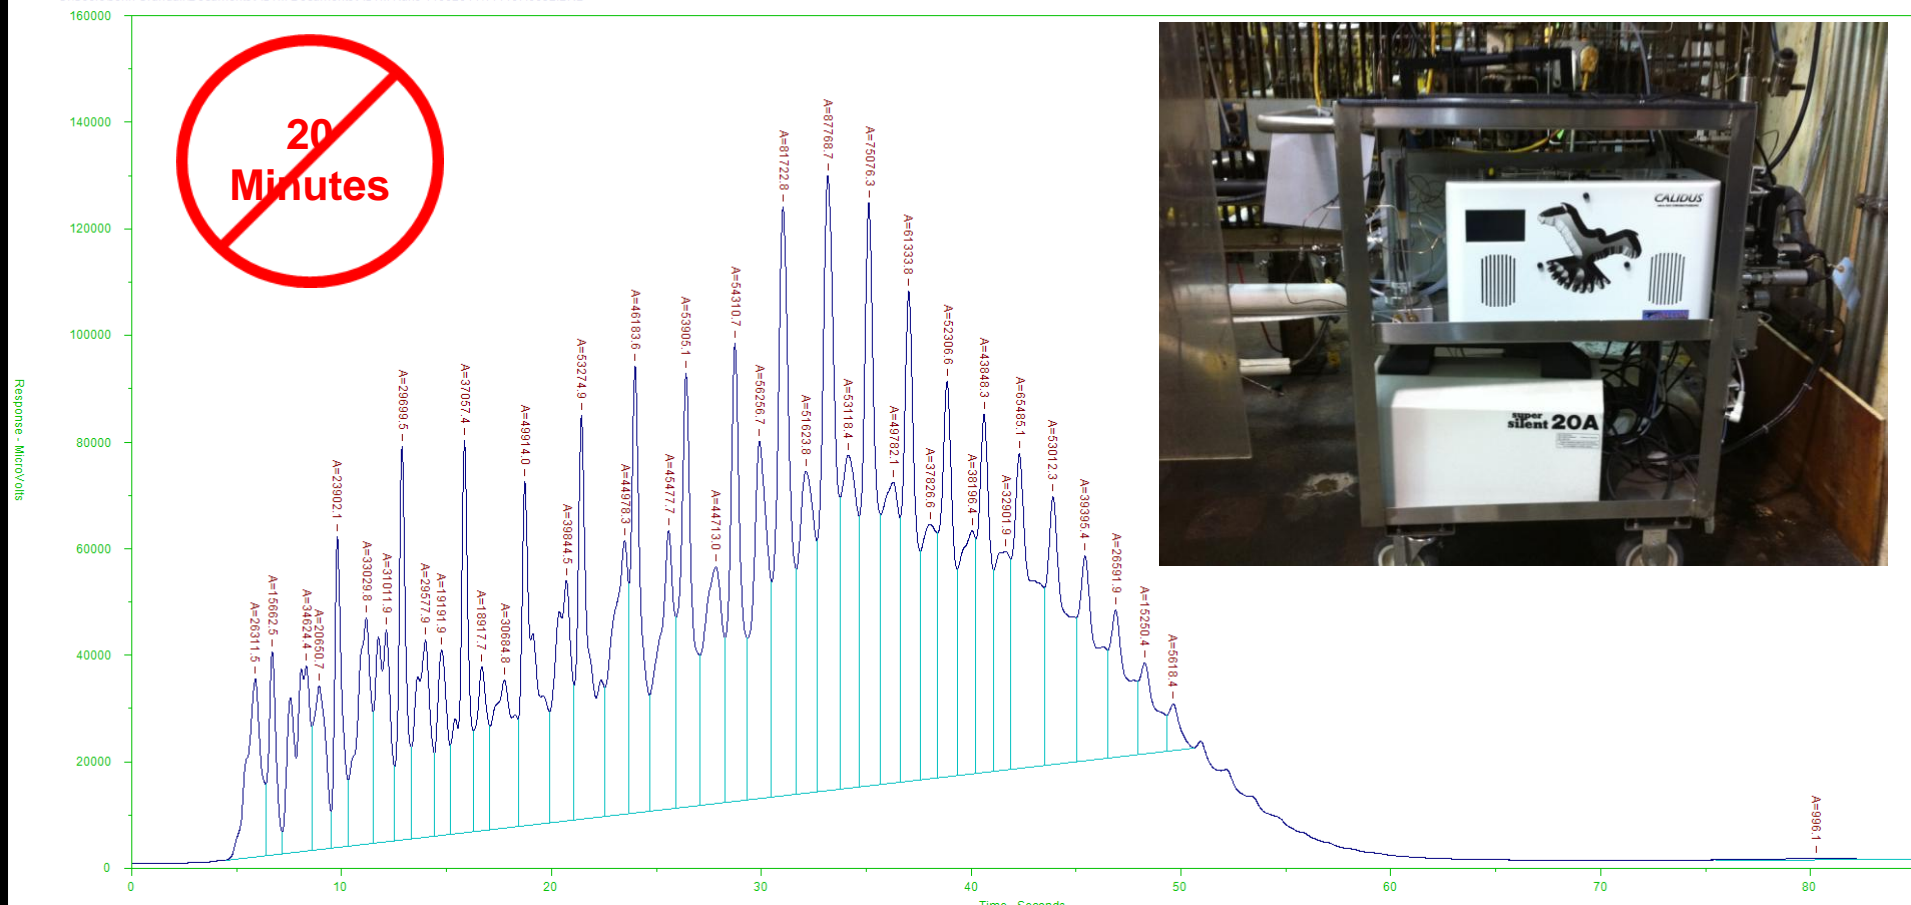 160000
140000
120000
100000
80000
60000
40000
20000
0
Response - MicroVolts
20
Minutes
A=26311.5
A=15662.5
A=34624.4
A=20650.7
A=23902.1
A=33029.8
A=31011.9
A=29699.5
A=29577.9
A=19191.9
A=37057.4
A=18917.7
A=30684.8
A=49914.0
A=39844.5
A=53274.9
A=44978.3
A=46183.6
A=45477.7
A=53905.1
A=44713.0
A=54310.7
A=56256.7
A=81722.8
A=51623.8
A=87768.7
A=53118.4
A=75076.3
A=49782.1
A=61333.8
A=37826.6
A=52306.6
A=38196.4
A=43848.3
A=32901.9
A=65485.1
A=53012.3
A=39395.4
A=26591.9
A=15250.4
A=5618.4
A=996.1
CALIDUS
super
silent 20A
0 10 20 30 40 50 60 70 80
Time - Seconds